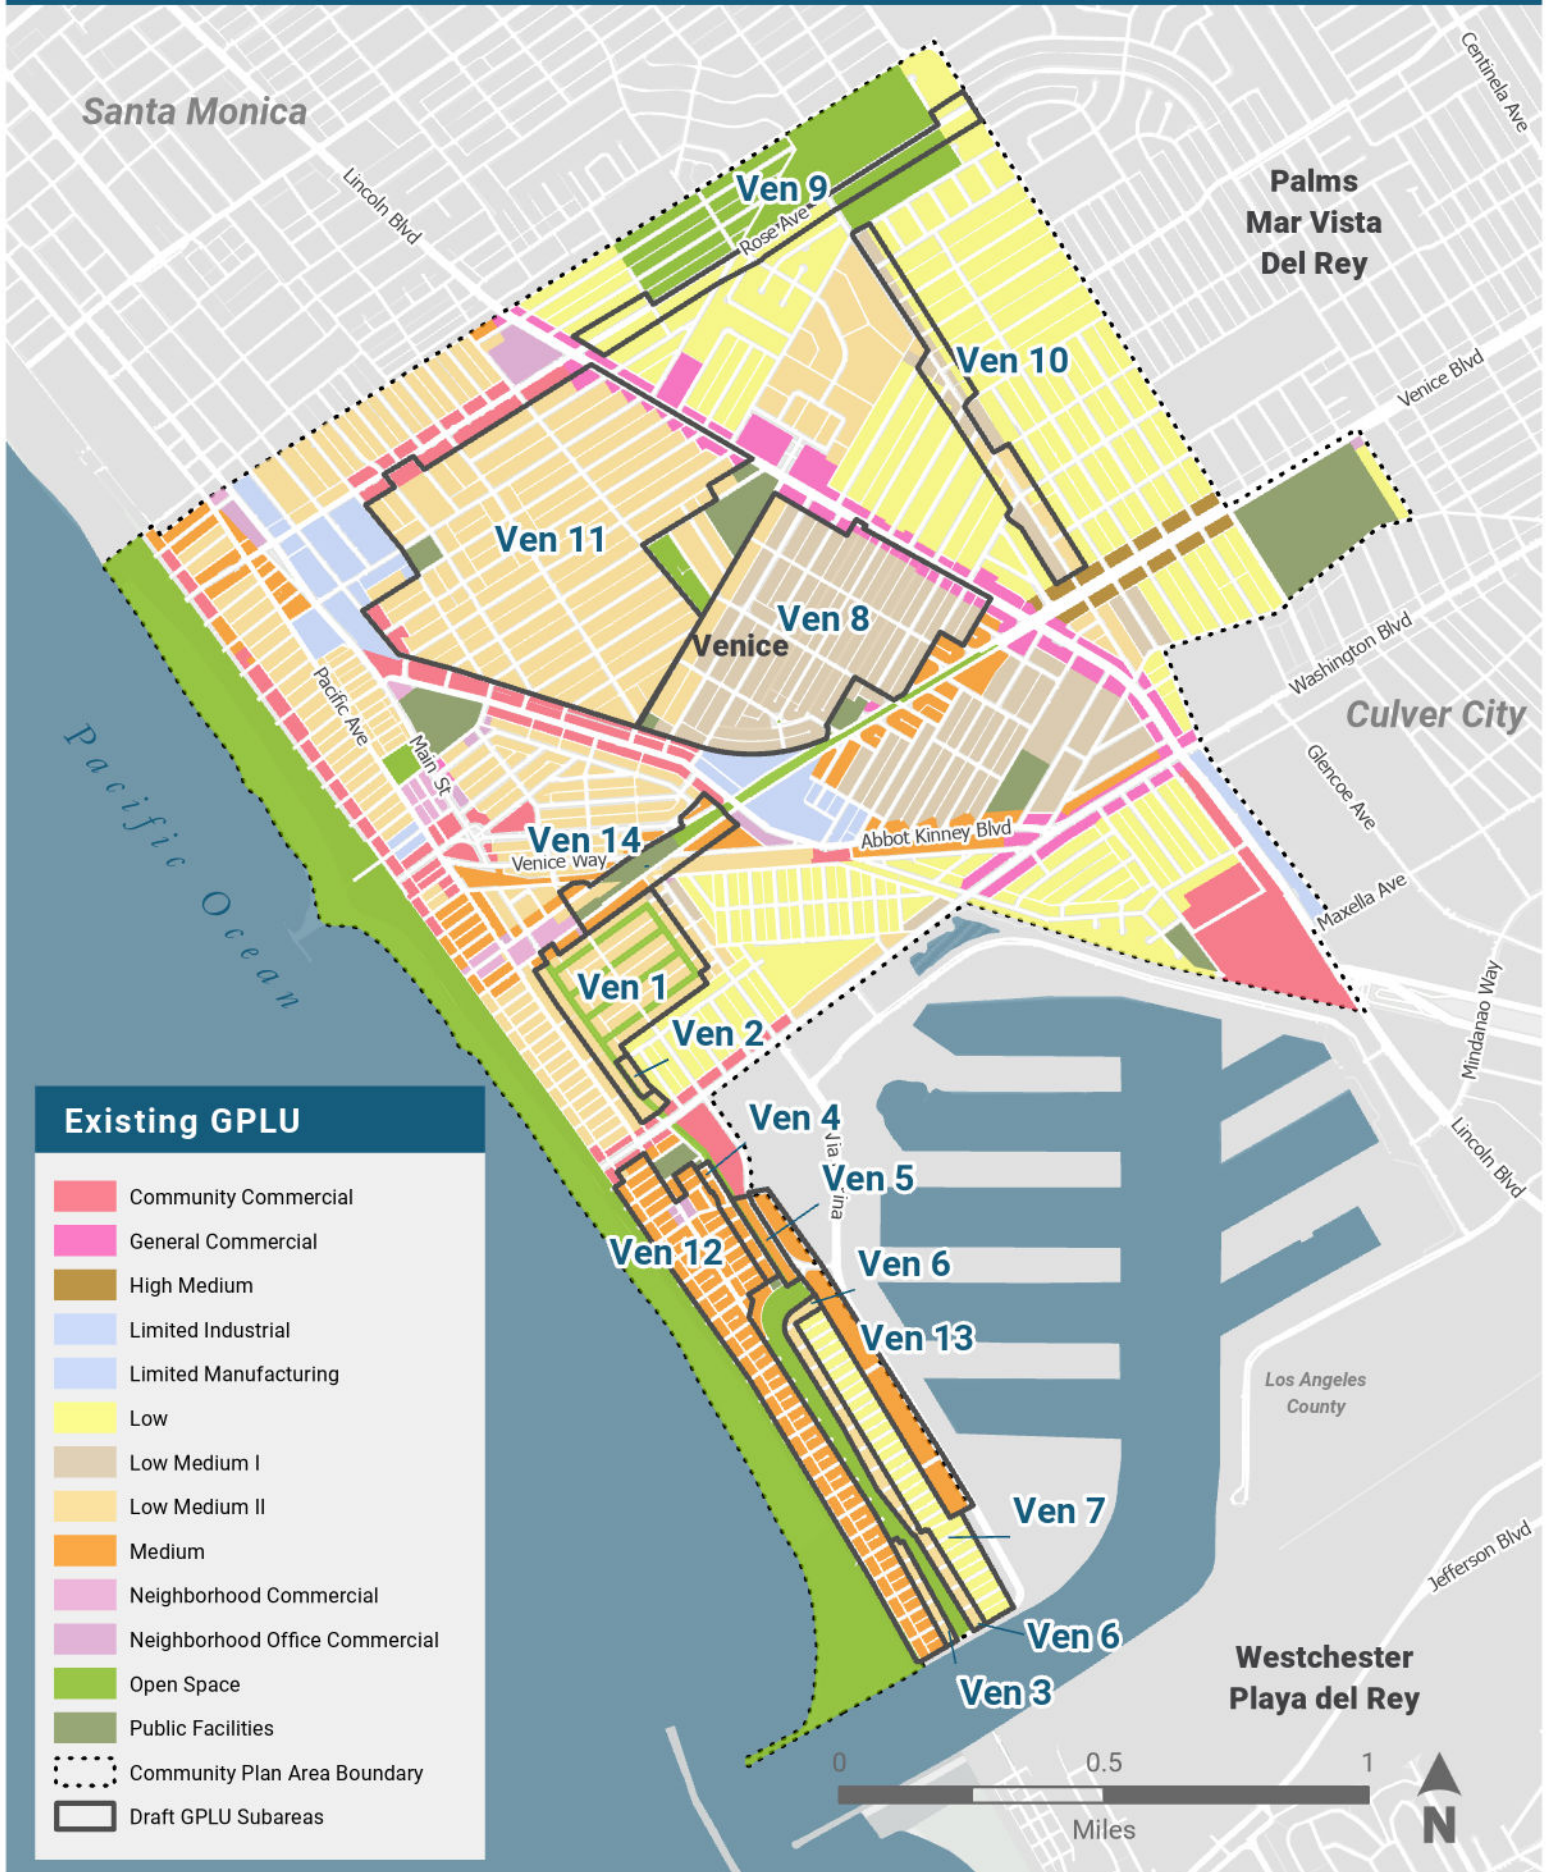 Santa Monica
Centinela Ave
Lincoln Blvd
Palms
Mar Vista
Del Rey
Ven 9
Rose Ave
Ven 10
Venice Blvd
Ven 11
Ven 8
Venice
Washington Blvd
Culver City
Pacific Ave
Main St
Glencoe Ave
Pacific Ocean
Ven 14
Venice Way
Abbot Kinney Blvd
Maxella Ave
Ven 1
Ven 2
Mindanao Way
Ven 4
Lincoln Blvd
Ven 5
Ven 12
Ven 6
Ven 13
Los Angeles
County
Ven 7
Jefferson Blvd
Ven 6
Ven 3
Westchester
Playa del Rey
Existing GPLU
Community Commercial
General Commercial
High Medium
Limited Industrial
Limited Manufacturing
Low
Low Medium I
Low Medium II
Medium
Neighborhood Commercial
Neighborhood Office Commercial
Open Space
Public Facilities
Community Plan Area Boundary
Draft GPLU Subareas
0 0.5 1
Miles
N